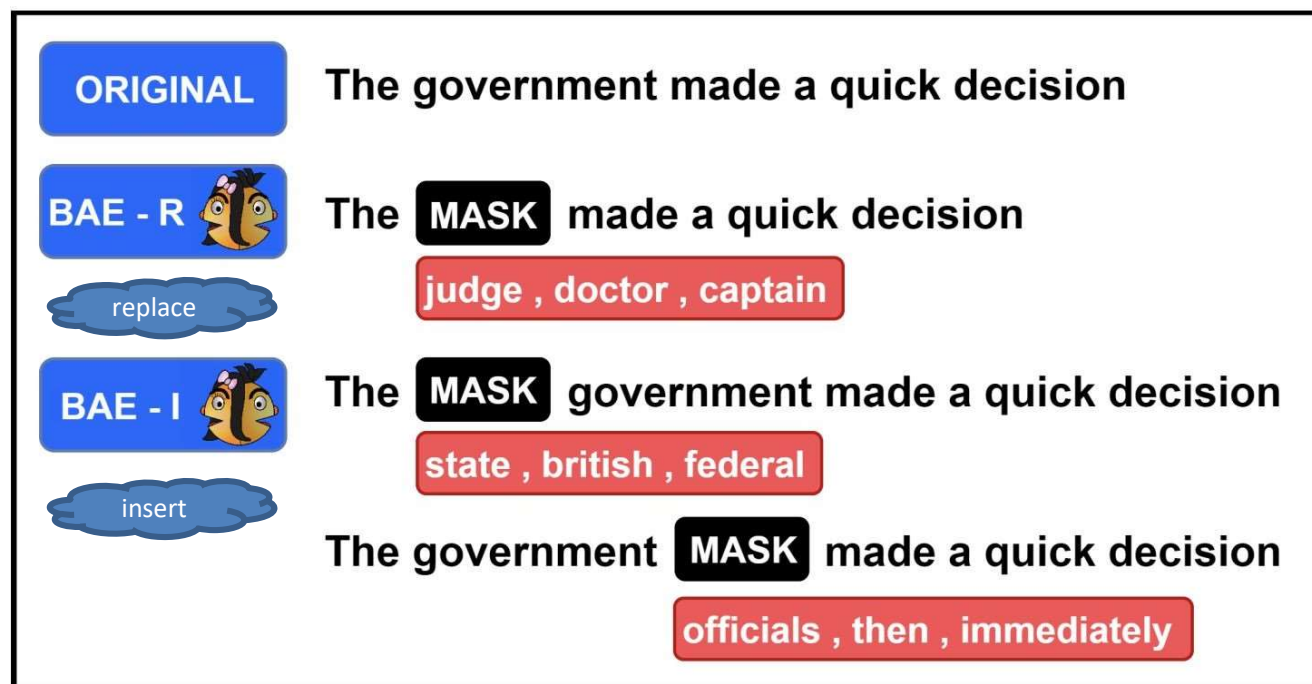 ORIGINAL The government made a quick decision
BAE - R The MASK made a quick decision
judge , doctor , captain
replace
BAE - I The MASK government made a quick decision
state , british , federal
insert
The government MASK made a quick decision
officials , then , immediately